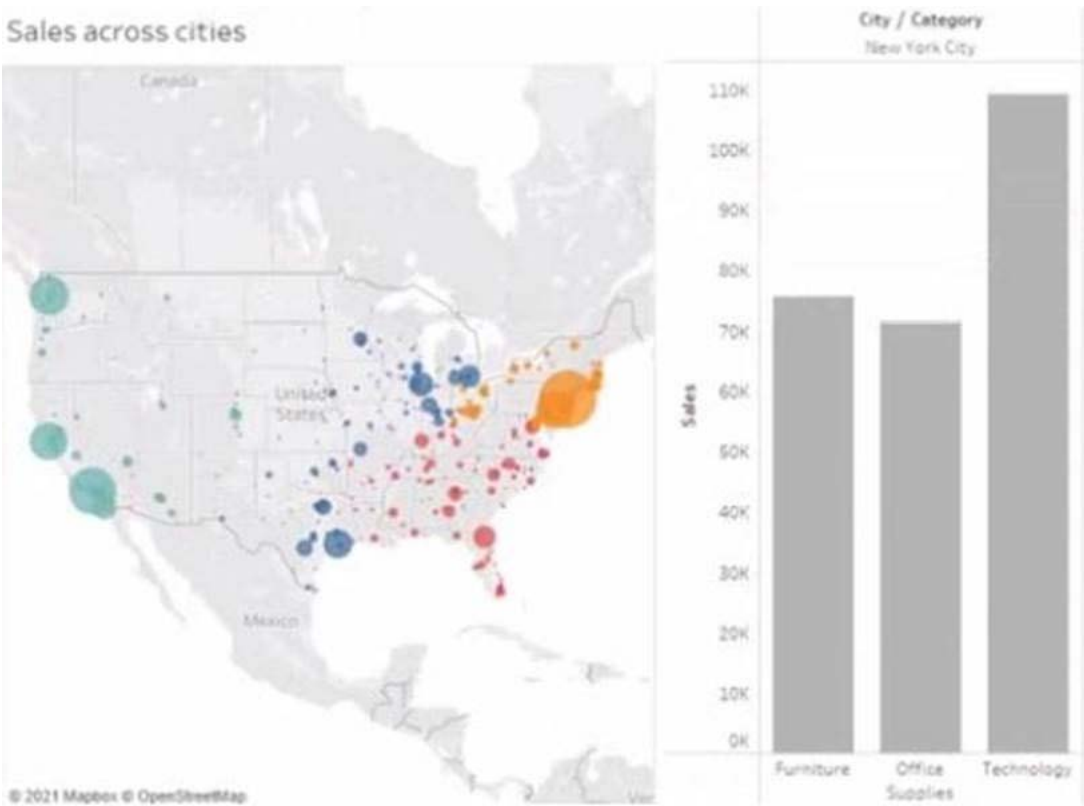 Sales across cities
Canada
United
States
Mexico
© 2021 Mapbox © OpenStreetMap
City / Category
New York City
Sales
110K
100K
90K
80K
70K
60K
50K
40K
30K
20K
10K
0K
Furniture
Office
Supplies
Technology